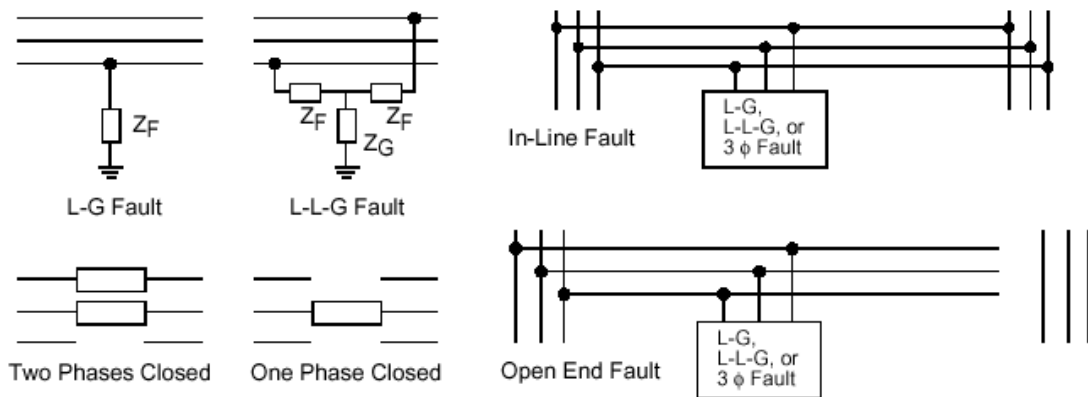 Z_F
L-G Fault
Z_F
Z_F
Z_G
L-L-G Fault
L-G,
L-L-G, or
3 ϕ Fault
In-Line Fault
Two Phases Closed
One Phase Closed
L-G,
L-L-G, or
3 ϕ Fault
Open End Fault